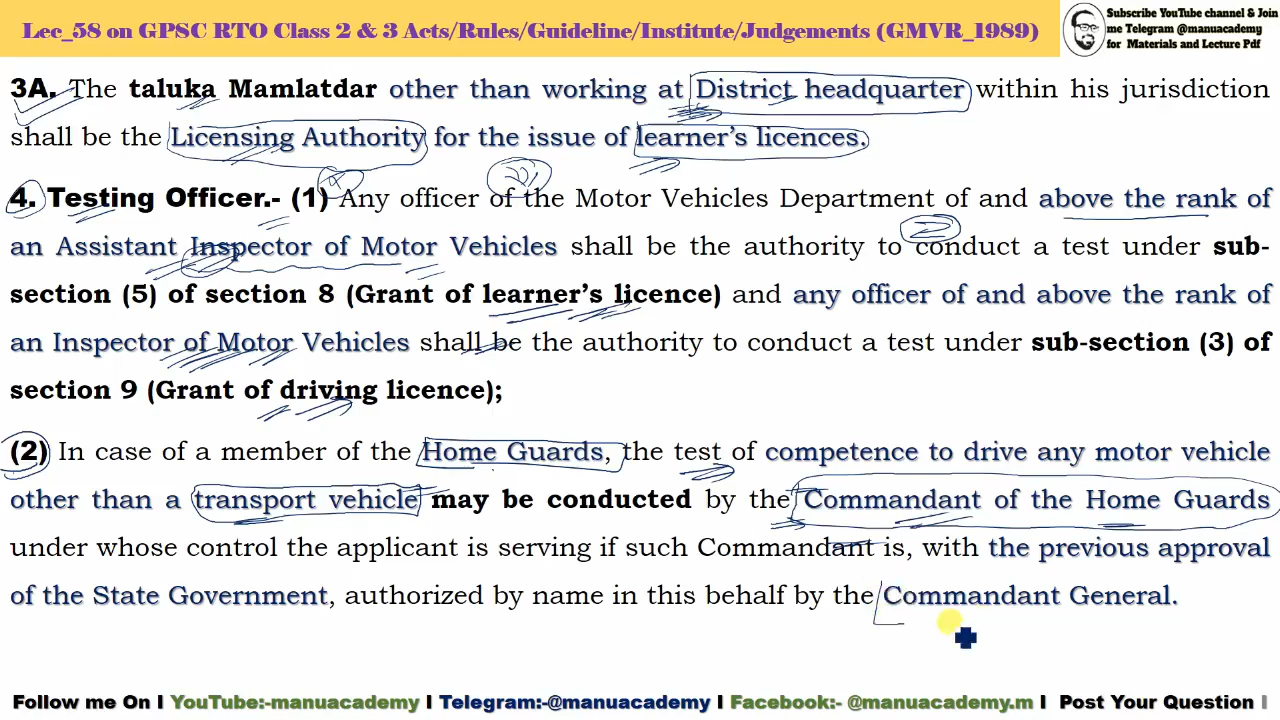 Lec_58 on GPSC RTO Class 2 & 3 Acts/Rules/Guideline/Institute/Judgements (GMVR_1989)
Subscribe YouTube channel & Join
me Telegram @manuacademy
for Materials and Lecture Pdf
3A. The taluka Mamlatdar other than working at District headquarter within his jurisdiction
shall be the Licensing Authority for the issue of learner's licences.
4. Testing Officer.- (1) Any officer of the Motor Vehicles Department of and above the rank of
an Assistant Inspector of Motor Vehicles shall be the authority to conduct a test under sub-
section (5) of section 8 (Grant of learner's licence) and any officer of and above the rank of
an Inspector of Motor Vehicles shall be the authority to conduct a test under sub-section (3) of
section 9 (Grant of driving licence);
(2) In case of a member of the Home Guards, the test of competence to drive any motor vehicle
other than a transport vehicle may be conducted by the Commandant of the Home Guards
under whose control the applicant is serving if such Commandant is, with the previous approval
of the State Government, authorized by name in this behalf by the Commandant General.
Follow me On I YouTube:-manuacademy I Telegram:-@manuacademy I Facebook:- @manuacademy.m I Post Your Question I